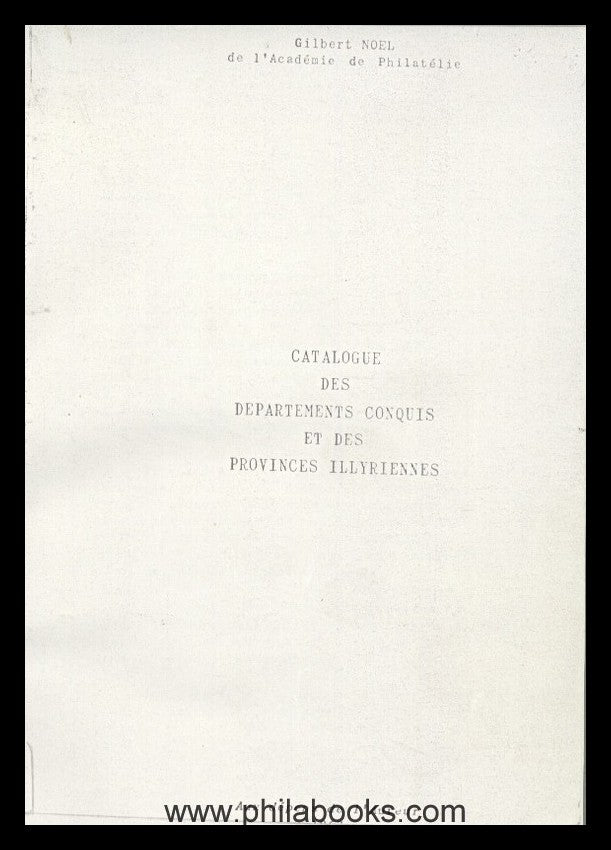 Gilbert NOEL
de l'Académie de Philatélie
CATALOGUE
DES
DEPARTEMENTS CONQUIS
ET DES
PROVINCES ILLYRIENNES
www.philabooks.com